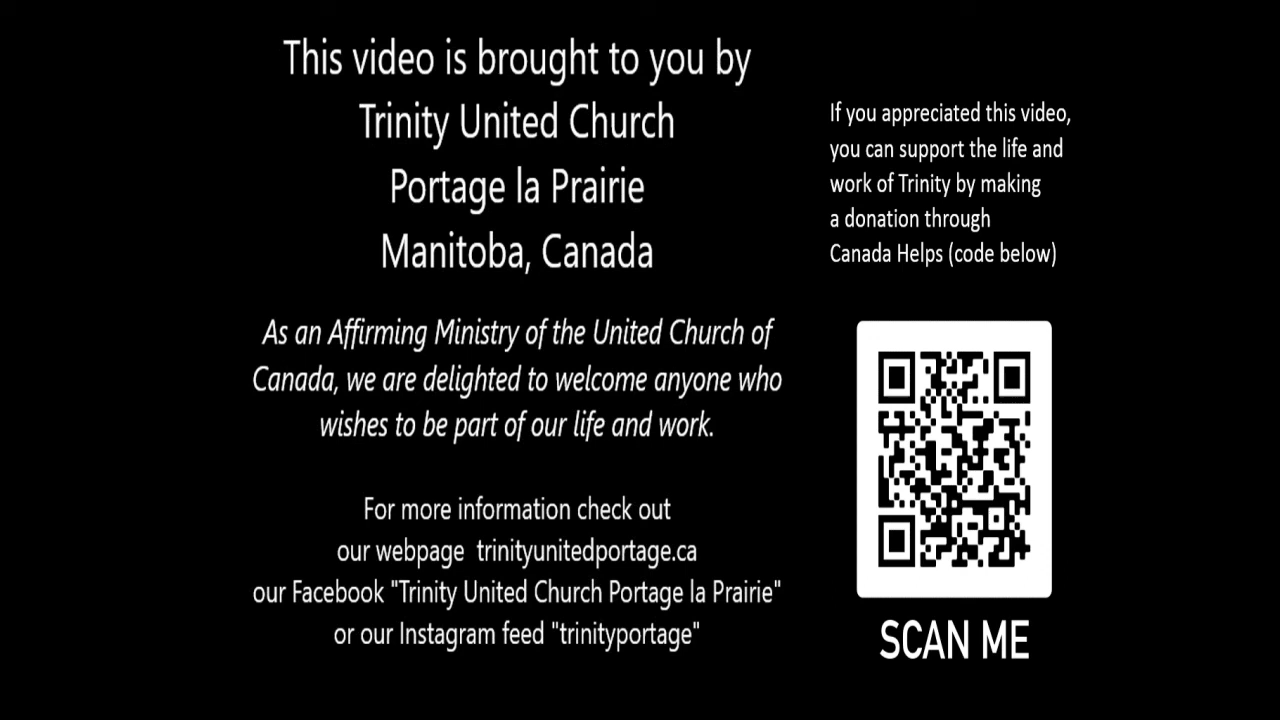 This video is brought to you by
Trinity United Church
Portage la Prairie
Manitoba, Canada
As an Affirming Ministry of the United Church of
Canada, we are delighted to welcome anyone who
wishes to be part of our life and work.
For more information check out
our webpage  trinityunitedportage.ca
our Facebook "Trinity United Church Portage la Prairie"
or our Instagram feed "trinityportage"
If you appreciated this video,
you can support the life and
work of Trinity by making
a donation through
Canada Helps (code below)
SCAN ME